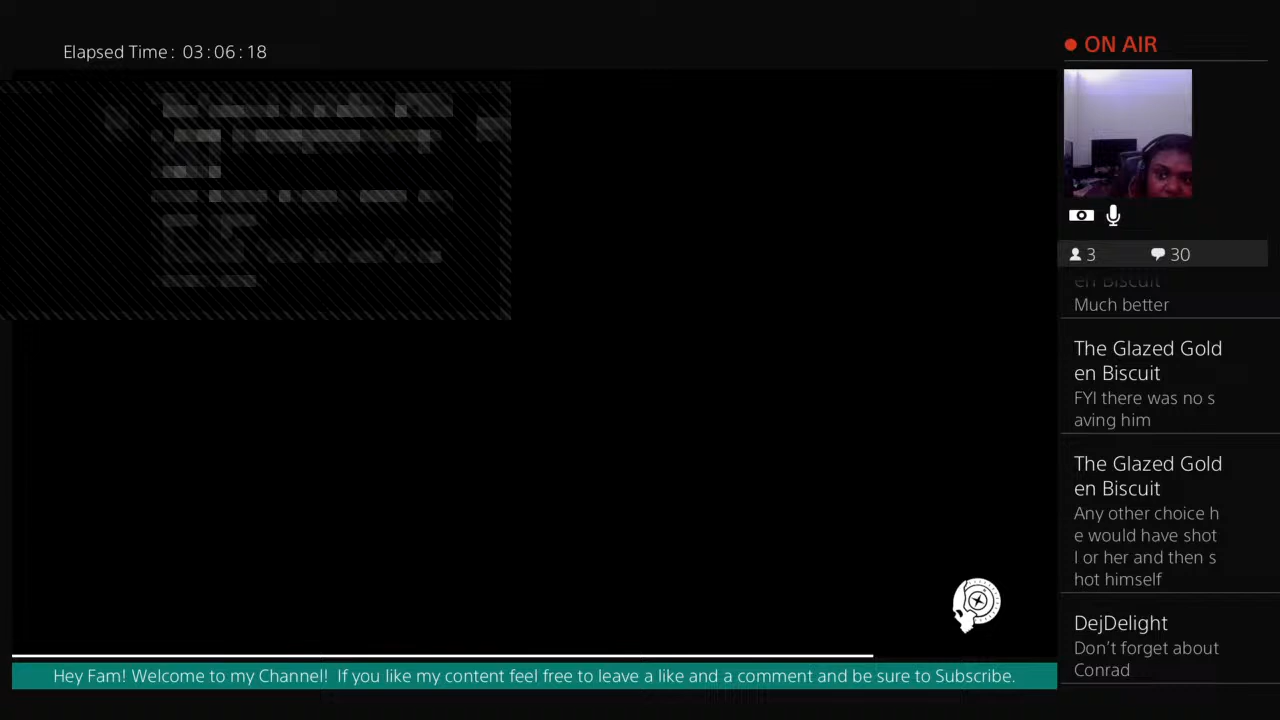 Elapsed Time: 03:06:18
ON AIR
3 30
en Biscuit
Much better
The Glazed Gold
en Biscuit
FYI there was no s
aving him
The Glazed Gold
en Biscuit
Any other choice h
e would have shot
l or her and then s
hot himself
DejDelight
Don't forget about
Conrad
Hey Fam! Welcome to my Channel! If you like my content feel free to leave a like and a comment and be sure to Subscribe.